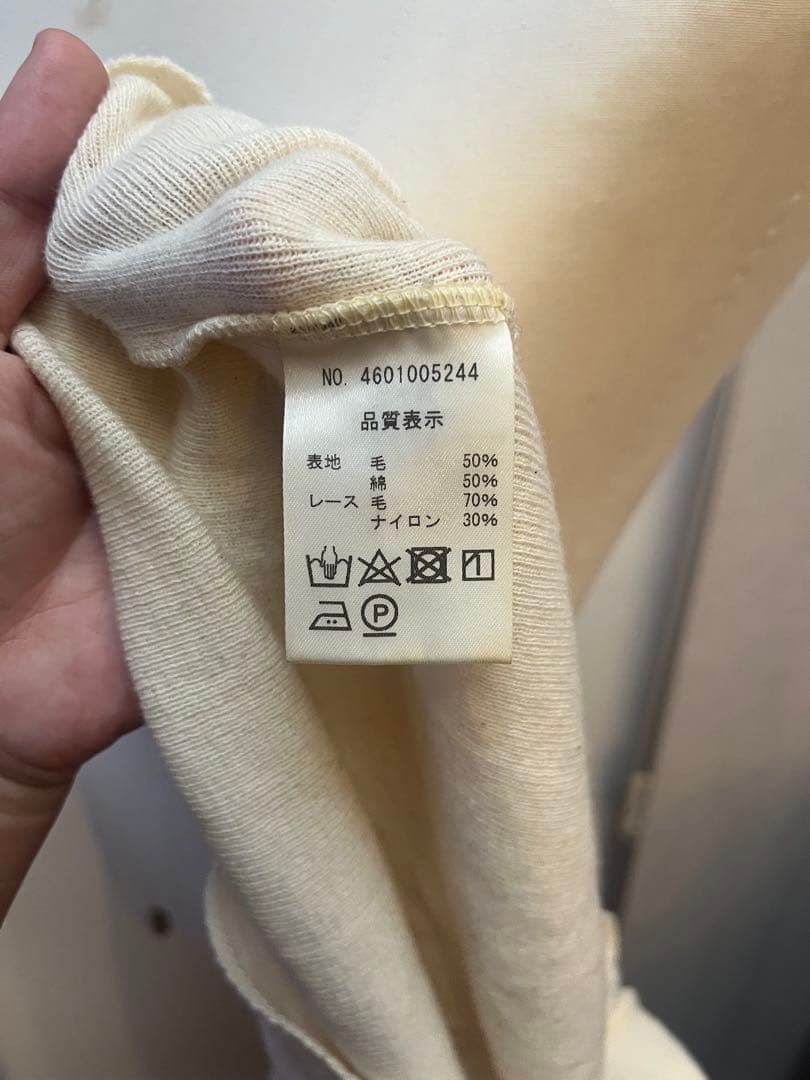 NO. 4601005244
品質表示
表地 毛 50%
綿 50%
レース 毛 70%
ナイロン 30%
P